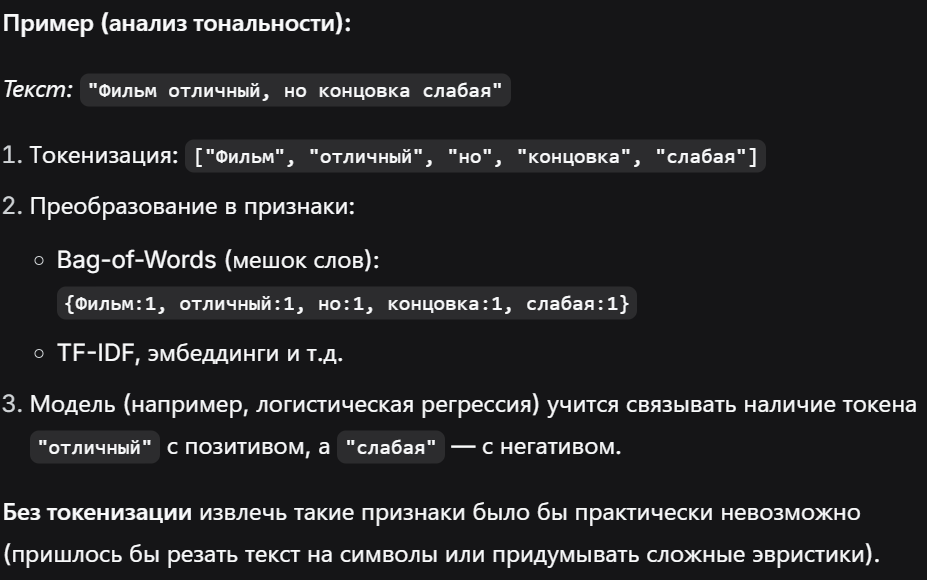 Пример (анализ тональности):
Текст: "Фильм отличный, но концовка слабая"
1. Токенизация: ["Фильм", "отличный", "но", "концовка", "слабая"]
2. Преобразование в признаки:
○ Bag-of-Words (мешок слов):
{Фильм:1, отличный:1, но:1, концовка:1, слабая:1}
○ TF-IDF, эмбеддинги и т.д.
3. Модель (например, логистическая регрессия) учится связывать наличие токена
"отличный" с позитивом, а "слабая" — с негативом.
Без токенизации извлечь такие признаки было бы практически невозможно
(пришлось бы резать текст на символы или придумывать сложные эвристики).